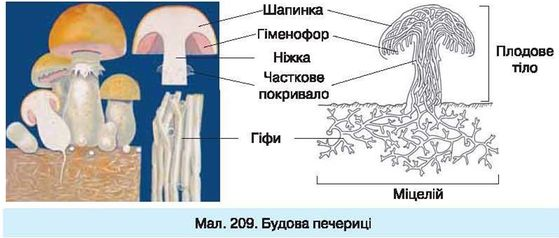 Шапинка
Гіменофор
Ніжка
Часткове
покривало
Гіфи
Плодове
тіло
Міцелій
Мал. 209. Будова печериці